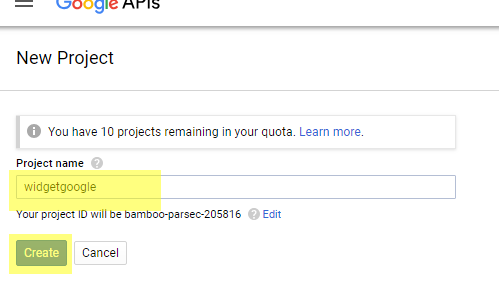 Google APIs
New Project
You have 10 projects remaining in your quota. Learn more.
Project name
widgetgoogle
Your project ID will be bamboo-parsec-205816 Edit
Create Cancel